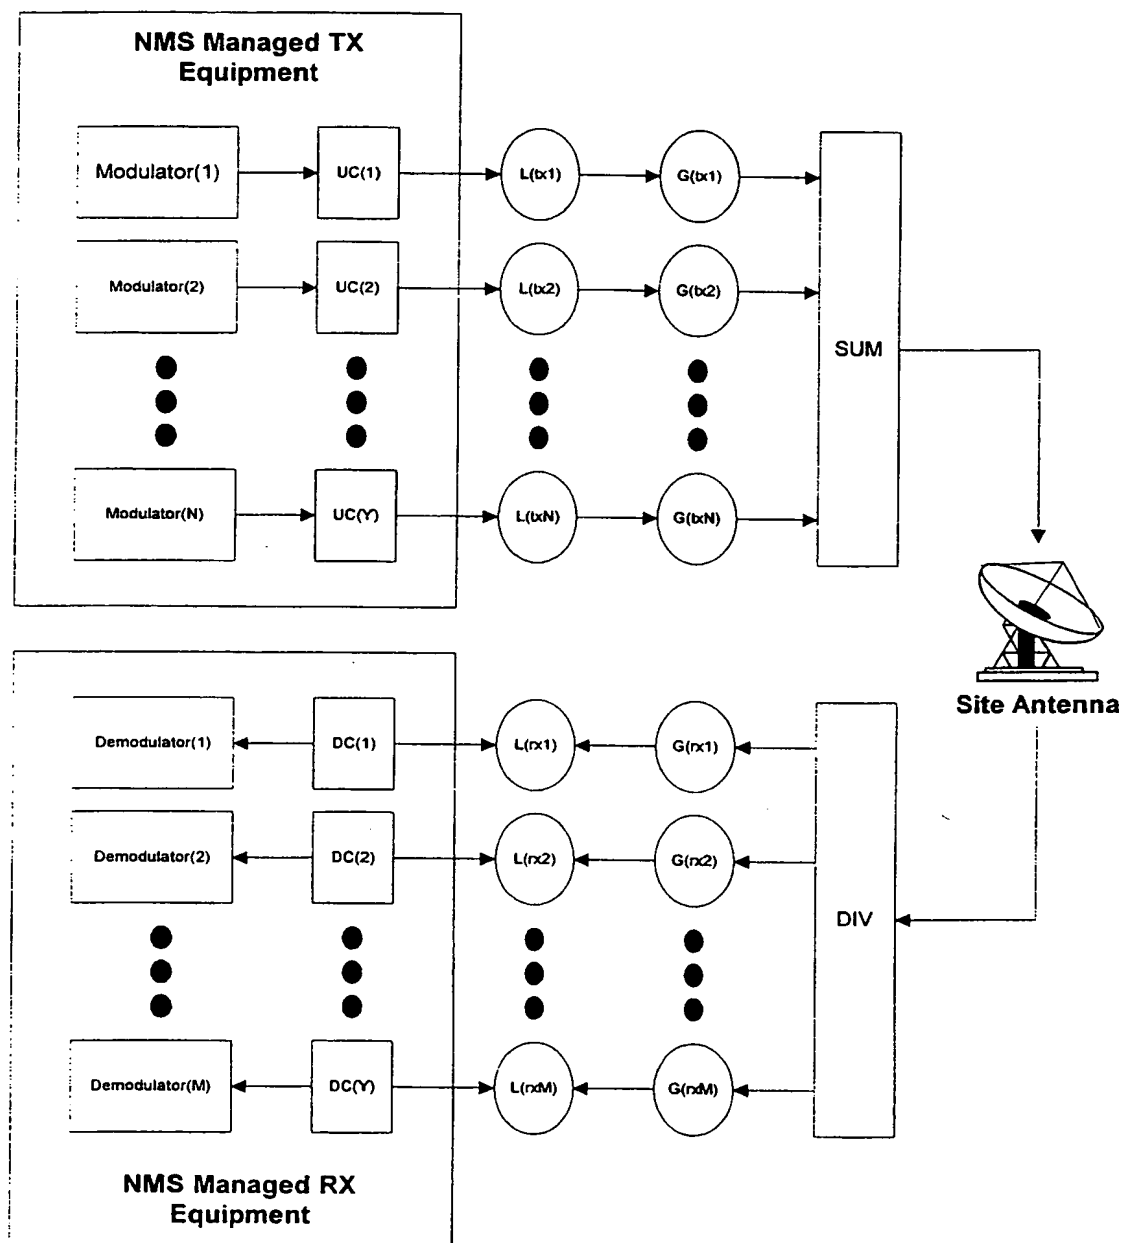 NMS Managed TX
Equipment
Modulator(1)
UC(1)
L(tx1)
G(tx1)
Modulator(2)
UC(2)
L(tx2)
G(tx2)
SUM
Modulator(N)
UC(Y)
L(txN)
G(txN)
Site Antenna
Demodulator(1)
DC(1)
L(rx1)
G(rx1)
Demodulator(2)
DC(2)
L(rx2)
G(rx2)
DIV
Demodulator(M)
DC(Y)
L(rxM)
G(rxM)
NMS Managed RX
Equipment